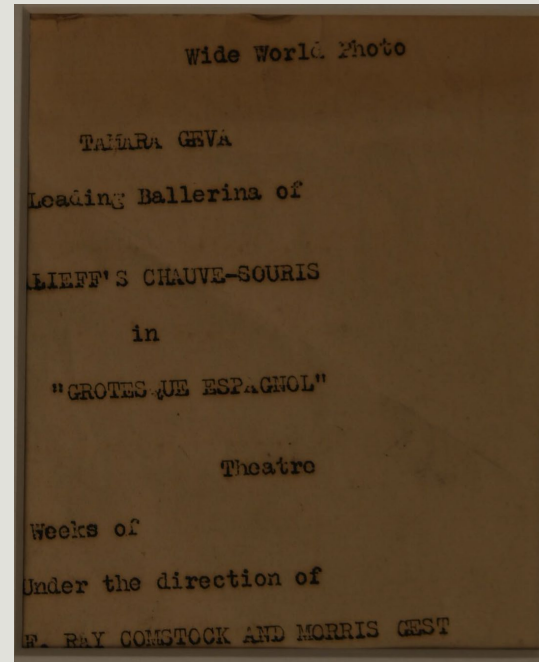 Wide World Photo
TAMARA GEVA
Leading Ballerina of
LIEFF'S CHAUVE-SOURIS
in
"GROTESQUE ESPAGNOL"
Theatre
Weeks of
Under the direction of
F. RAY COMSTOCK AND MORRIS GEST